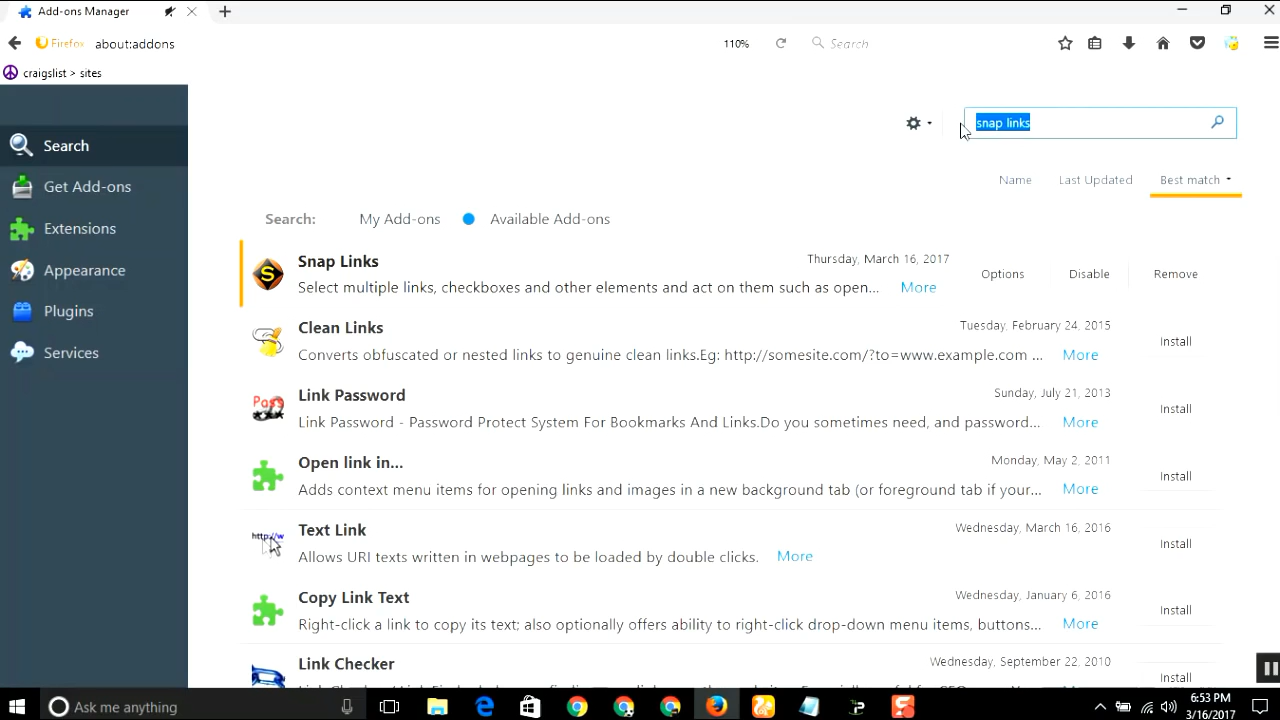 Add-ons Manager
Firefox about:addons
110%
Search
craigslist > sites
Search
Get Add-ons
Extensions
Appearance
Plugins
Services
snap links
Name Last Updated Best match
Search: My Add-ons Available Add-ons
Snap Links
Thursday, March 16, 2017
Select multiple links, checkboxes and other elements and act on them such as open... More
Options Disable Remove
Clean Links
Tuesday, February 24, 2015
Converts obfuscated or nested links to genuine clean links.Eg: http://somesite.com/?to=www.example.com ... More
Install
Link Password
Sunday, July 21, 2013
Link Password - Password Protect System For Bookmarks And Links.Do you sometimes need, and password... More
Install
Open link in...
Monday, May 2, 2011
Adds context menu items for opening links and images in a new background tab (or foreground tab if your... More
Install
Text Link
Wednesday, March 16, 2016
Allows URI texts written in webpages to be loaded by double clicks. More
Install
Copy Link Text
Wednesday, January 6, 2016
Right-click a link to copy its text; also optionally offers ability to right-click drop-down menu items, buttons... More
Install
Link Checker
Wednesday, September 22, 2010
Install
Ask me anything
6:53 PM
3/16/2017